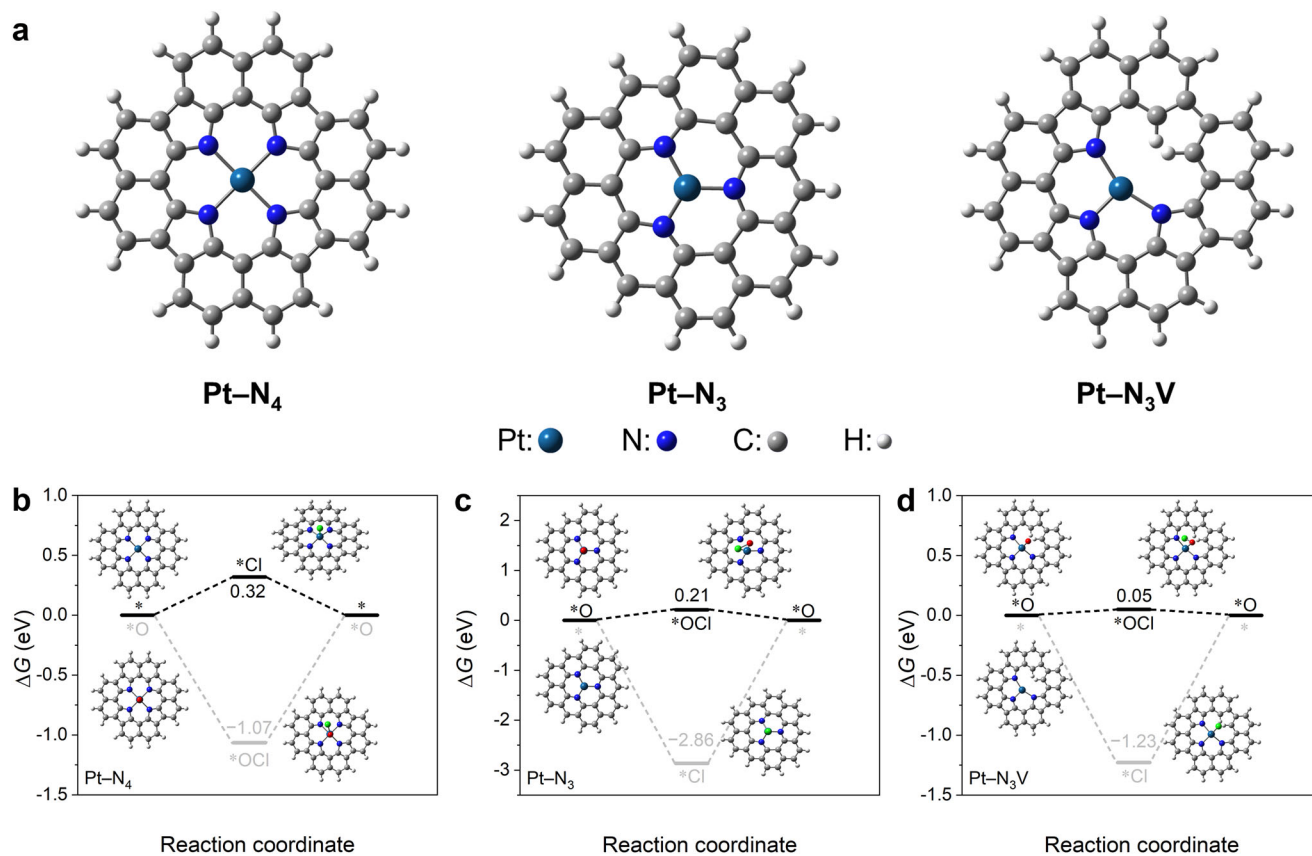 a
Pt–N₄
Pt–N₃
Pt–N₃V
Pt:
N:
C:
H:
b
1.0
0.5
0.0
-0.5
-1.0
-1.5
ΔG (eV)
*
*O
*Cl
0.32
*
*O
−1.07
*OCl
Pt–N₄
Reaction coordinate
c
2
1
0
-1
-2
-3
ΔG (eV)
*O
*
0.21
*OCl
*O
*
−2.86
*Cl
Pt–N₃
Reaction coordinate
d
1.0
0.5
0.0
-0.5
-1.0
-1.5
ΔG (eV)
*O
*
0.05
*OCl
*O
*
−1.23
*Cl
Pt–N₃V
Reaction coordinate